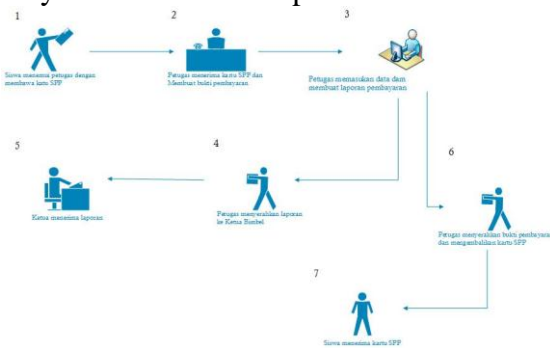 1
2
3
Siswa menemui petugas dengan
membawa kartu SPP
Petugas menerima kartu SPP dan
Membuat bukti pembayaran
Petugas memasukan data dam
membuat laporan pembayaran
4
5
6
Petugas menyerahkan laporan
ke Ketua Bimbel
Ketua menerima laporan
Petugas menyerahkan bukti pembayara
dan mengembalikan kartu SPP
7
Siswa menerima kartu SPP